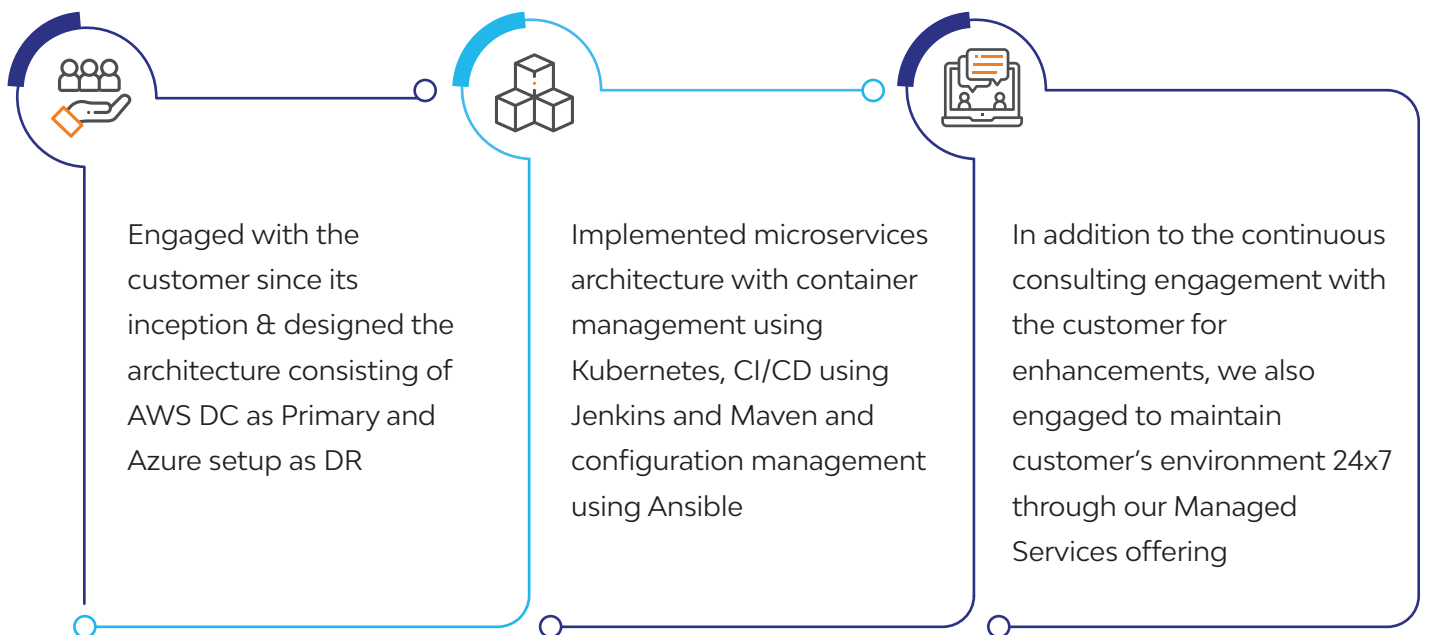 Engaged with the
customer since its
inception & designed the
architecture consisting of
AWS DC as Primary and
Azure setup as DR
Implemented microservices
architecture with container
management using
Kubernetes, CI/CD using
Jenkins and Maven and
configuration management
using Ansible
In addition to the continuous
consulting engagement with
the customer for
enhancements, we also
engaged to maintain
customer’s environment 24x7
through our Managed
Services offering